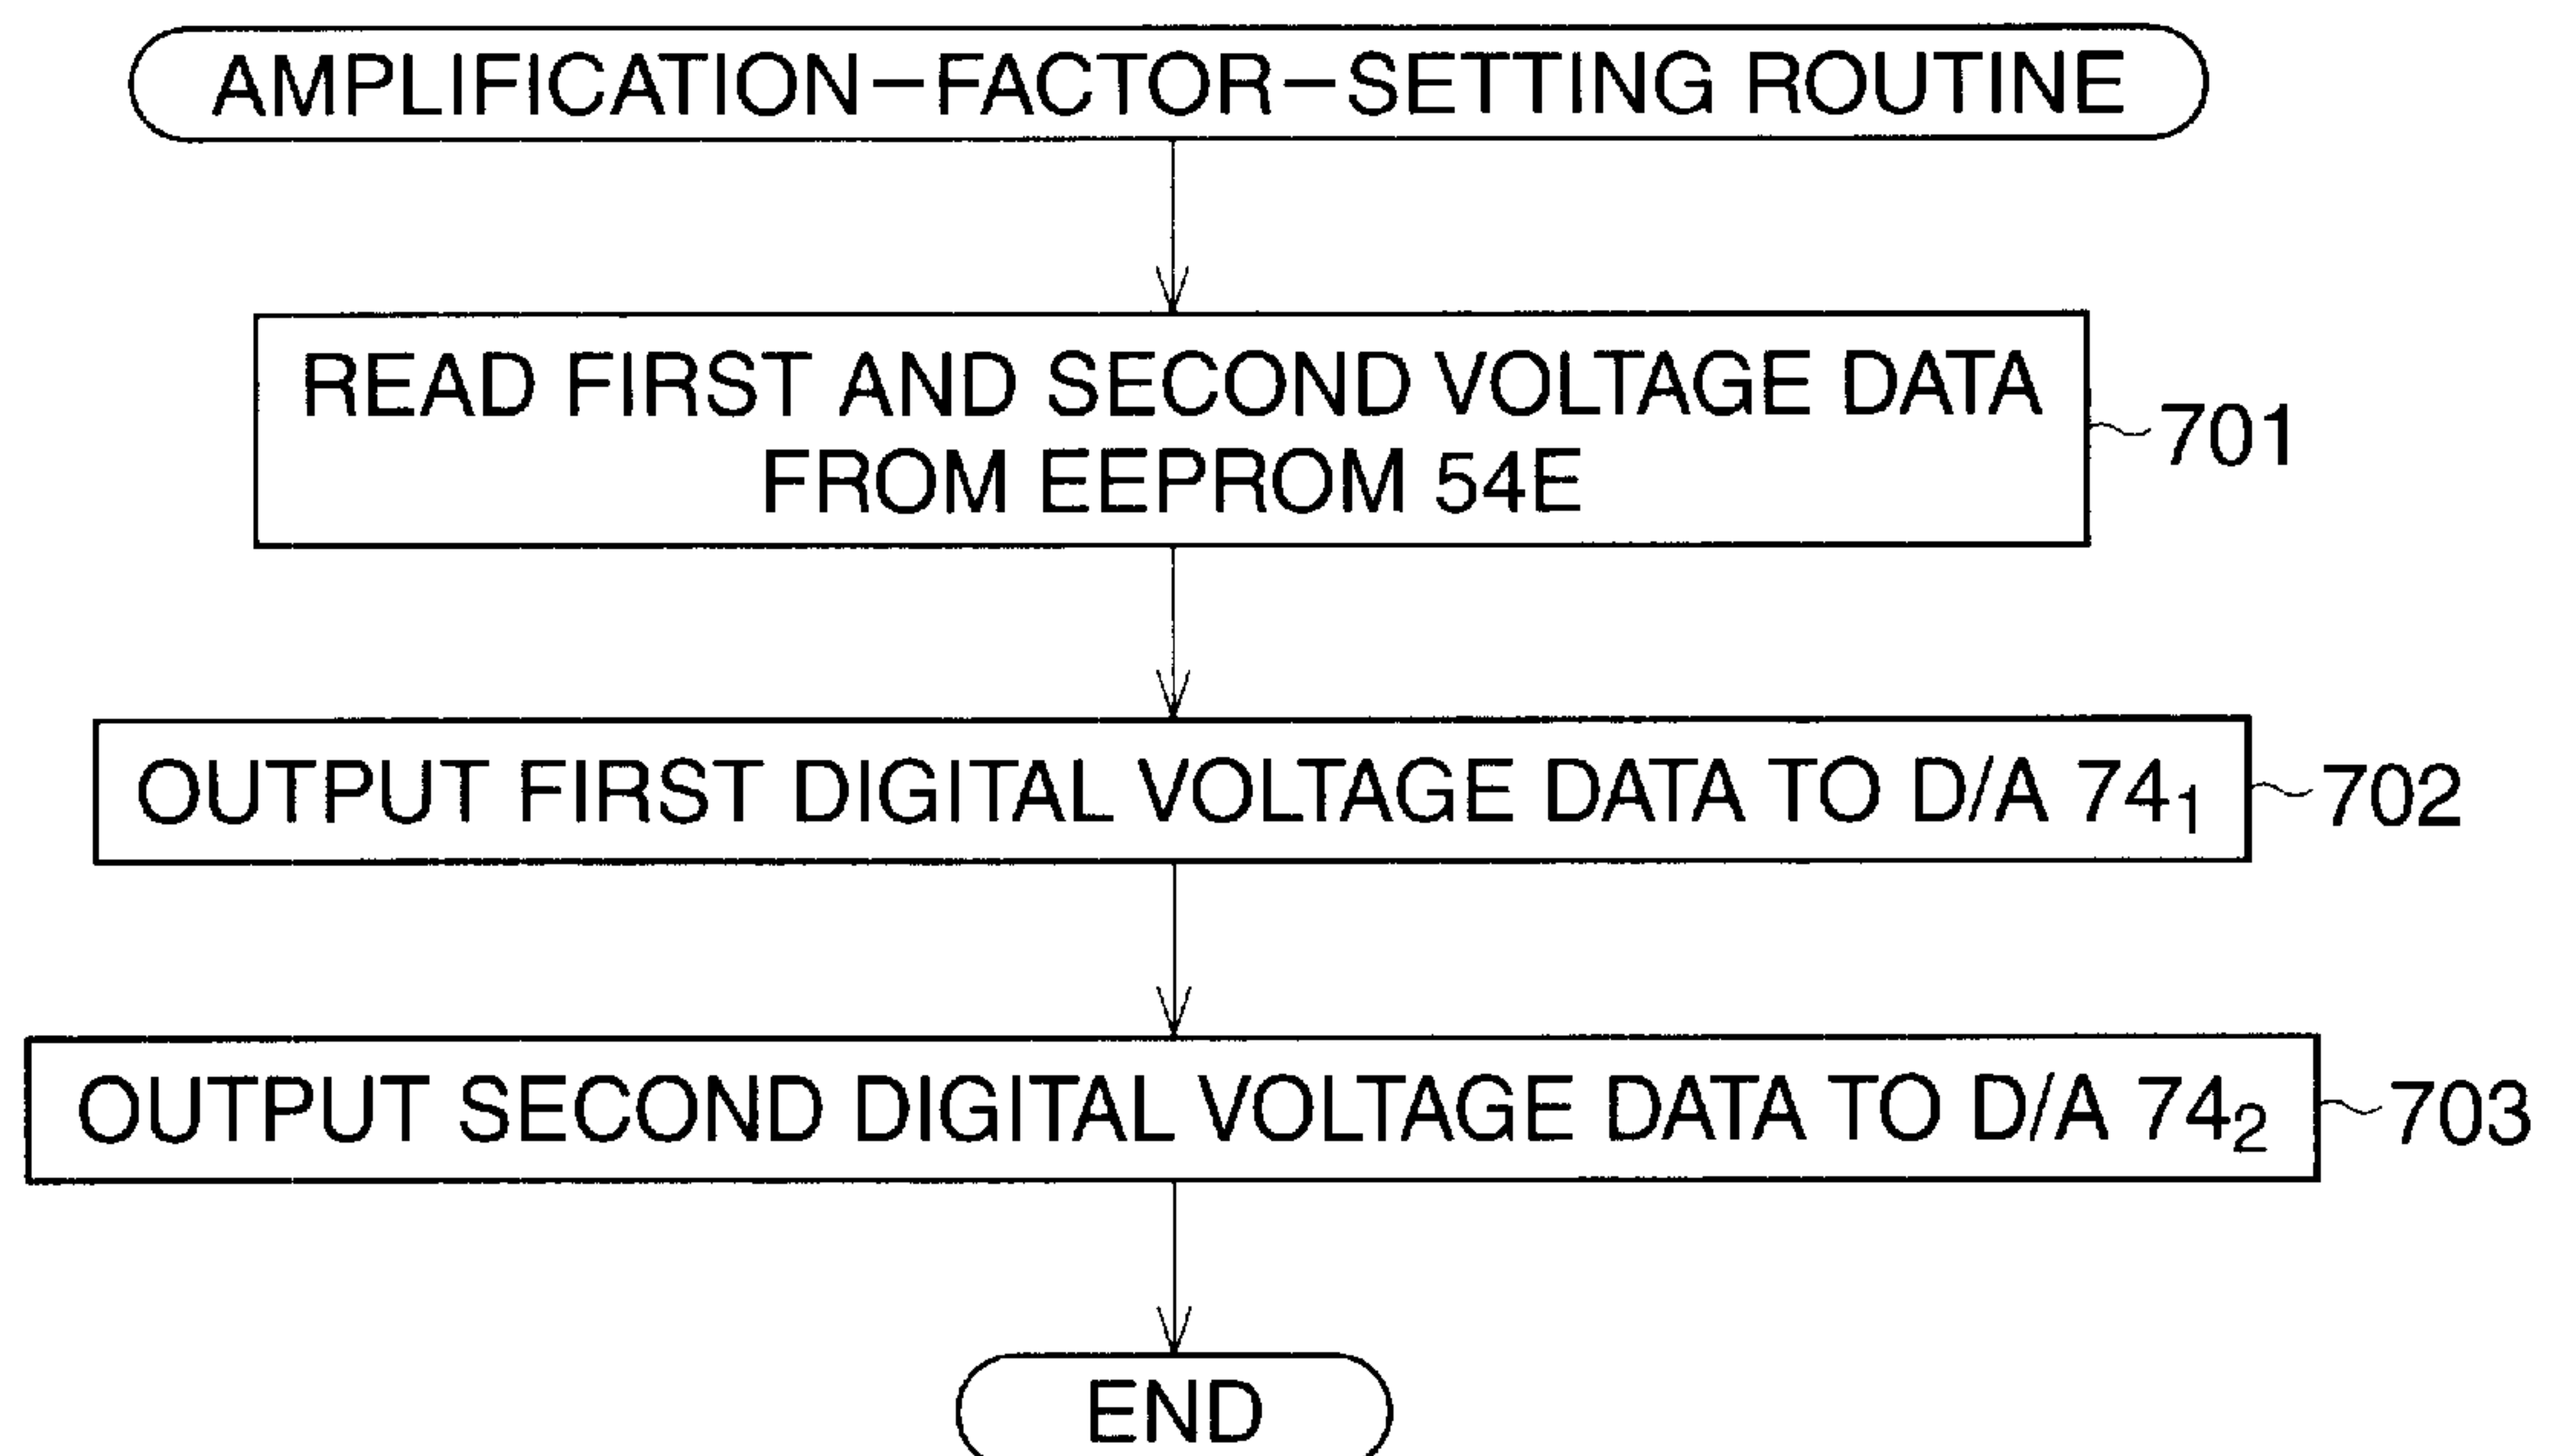 AMPLIFICATION-FACTOR-SETTING ROUTINE
READ FIRST AND SECOND VOLTAGE DATA
FROM EEPROM 54E
701
OUTPUT FIRST DIGITAL VOLTAGE DATA TO D/A 74₁
702
OUTPUT SECOND DIGITAL VOLTAGE DATA TO D/A 74₂
703
END